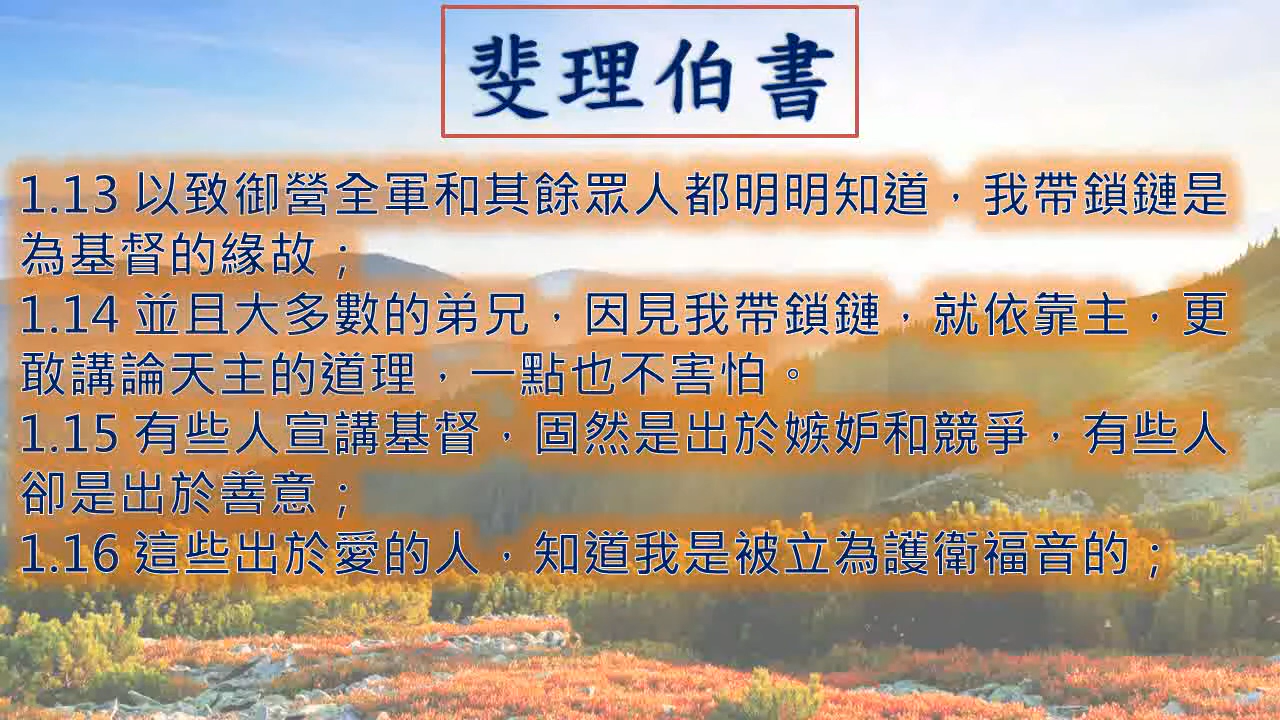 斐理伯書
1.13 以致御營全軍和其餘眾人都明明知道，我帶鎖鏈是
為基督的緣故；
1.14 並且大多數的弟兄，因見我帶鎖鏈，就依靠主，更
敢講論天主的道理，一點也不害怕。
1.15 有些人宣講基督，固然是出於嫉妒和競爭，有些人
卻是出於善意；
1.16 這些出於愛的人，知道我是被立為護衛福音的；